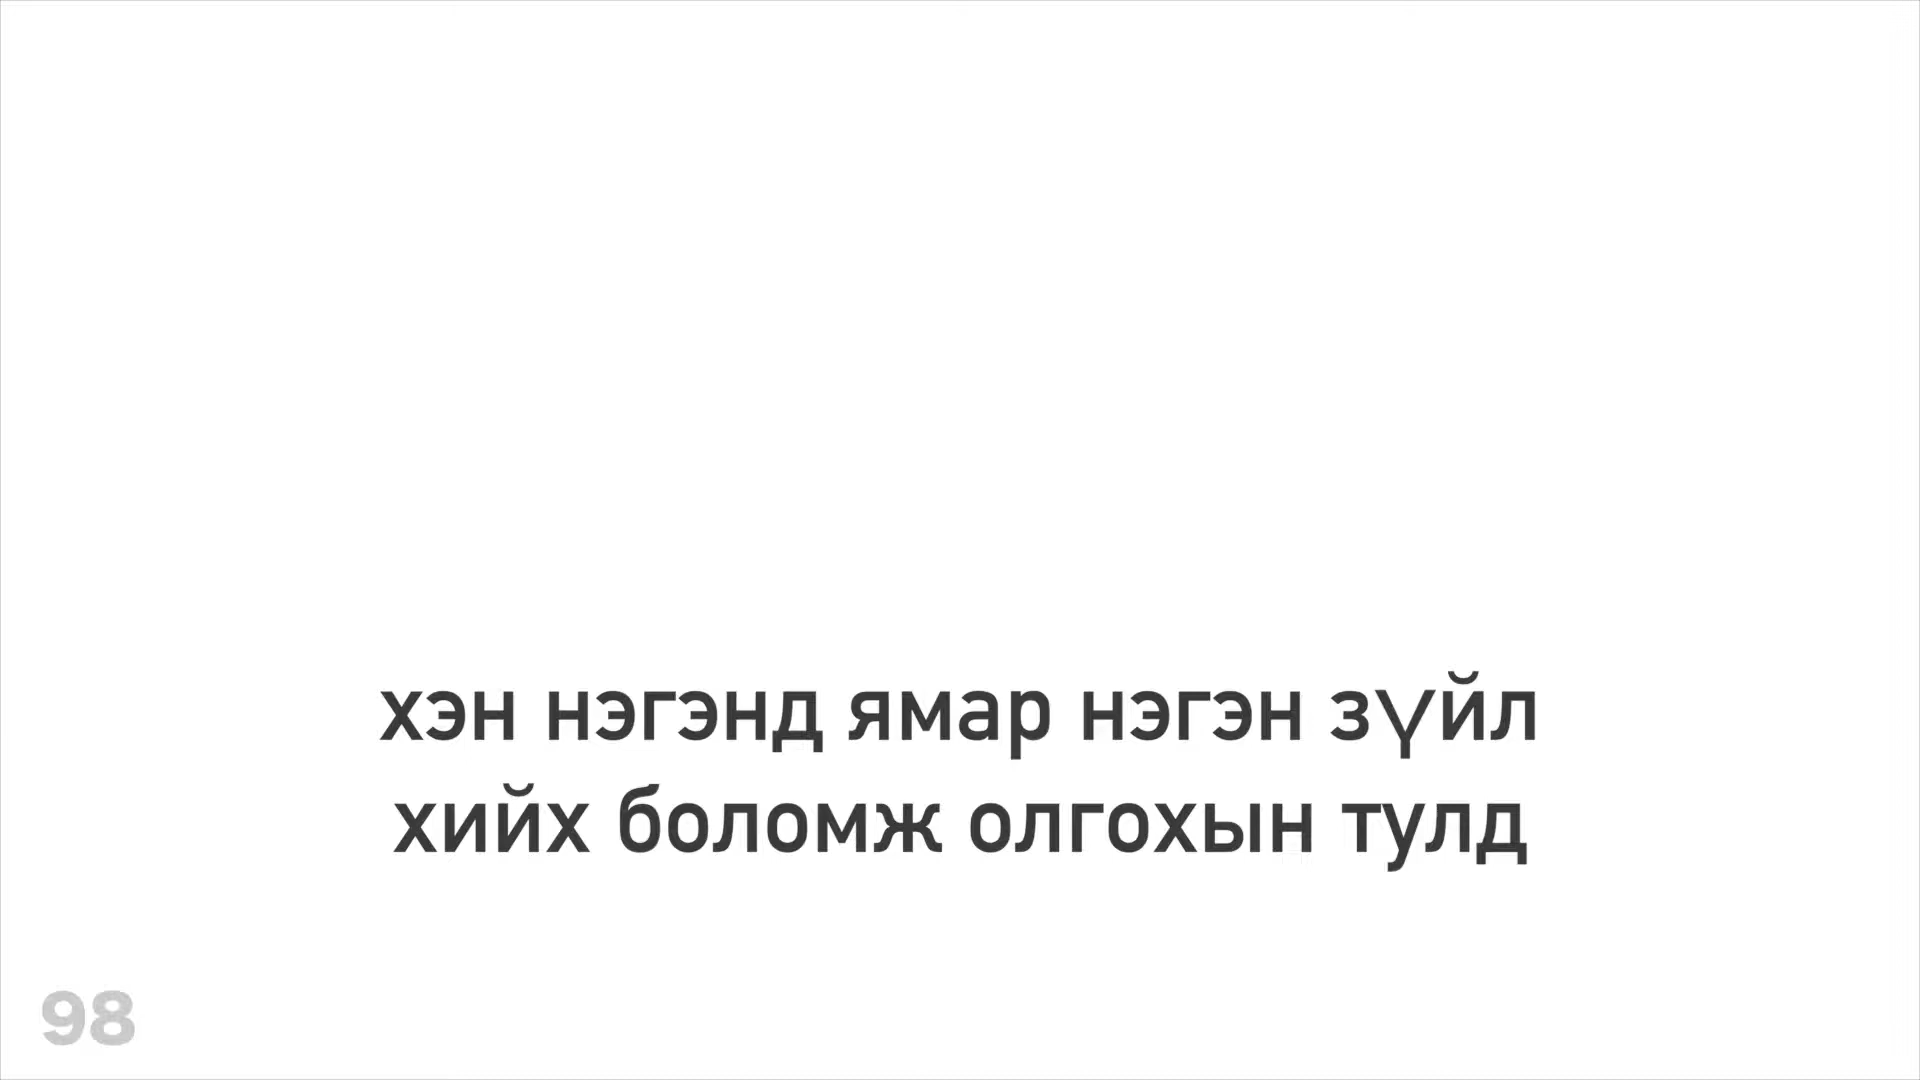 хэн нэгэнд ямар нэгэн зүйл
хийх боломж олгохын тулд
98